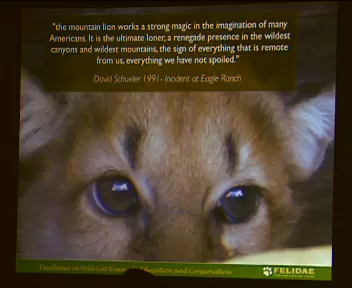 "the mountain lion works a strong magic in the imagination of many
Americans. It is the ultimate loner, a renegade presence in the wildest
canyons and wildest mountains, the sign of everything that is remote
from us, everything we have not spoiled."
David Schueler 1991- Incident at Eagle Ranch
Excellence in Wild Cat Education and Conservation
FELIDAE